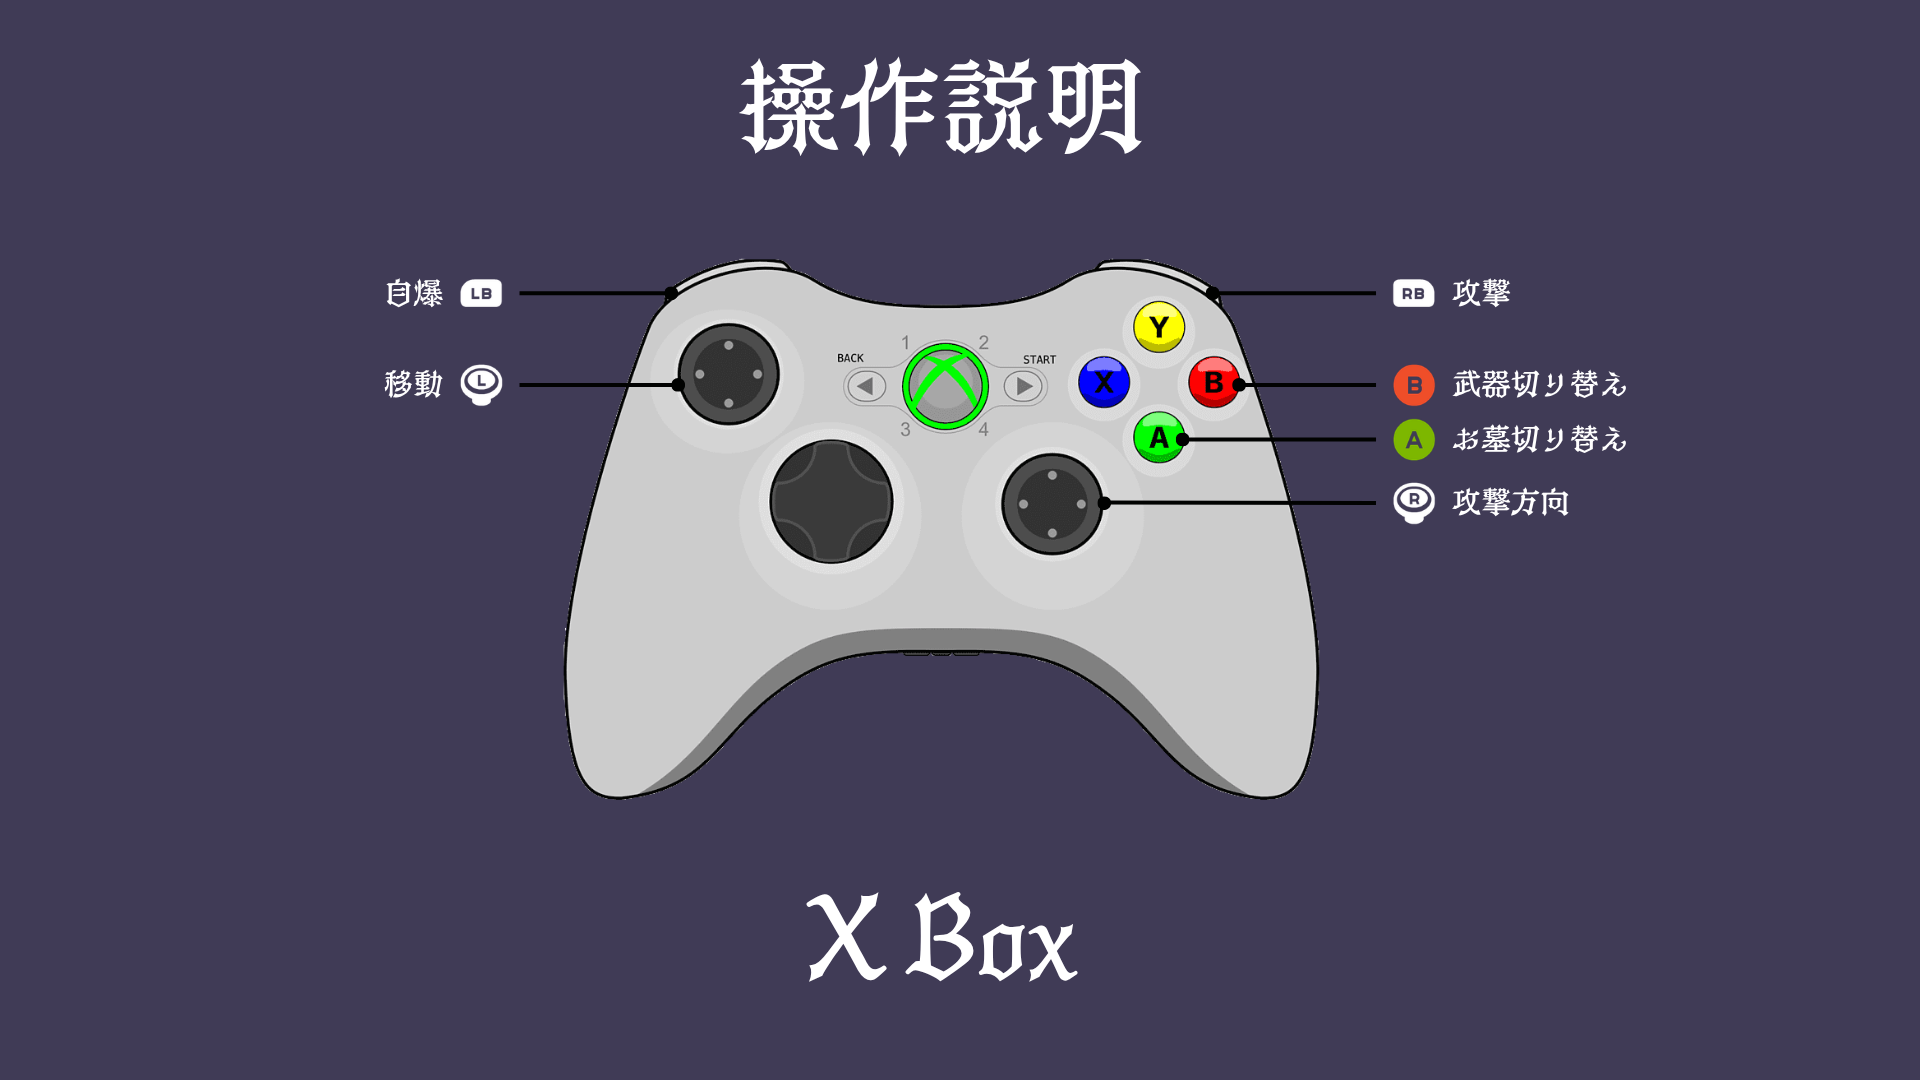 操作説明
自爆 LB
移動 L
RB 攻撃
B 武器切り替え
A お墓切り替え
R 攻撃方向
BACK
START
1
2
3
4
Y
X
B
A
X Box